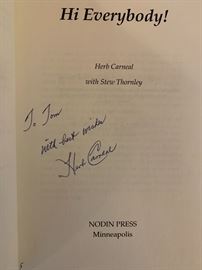 Hi Everybody!
Herb Carneal
with Stew Thornley
To Tom
with best wishes
Herb Carneal
NODIN PRESS
Minneapolis